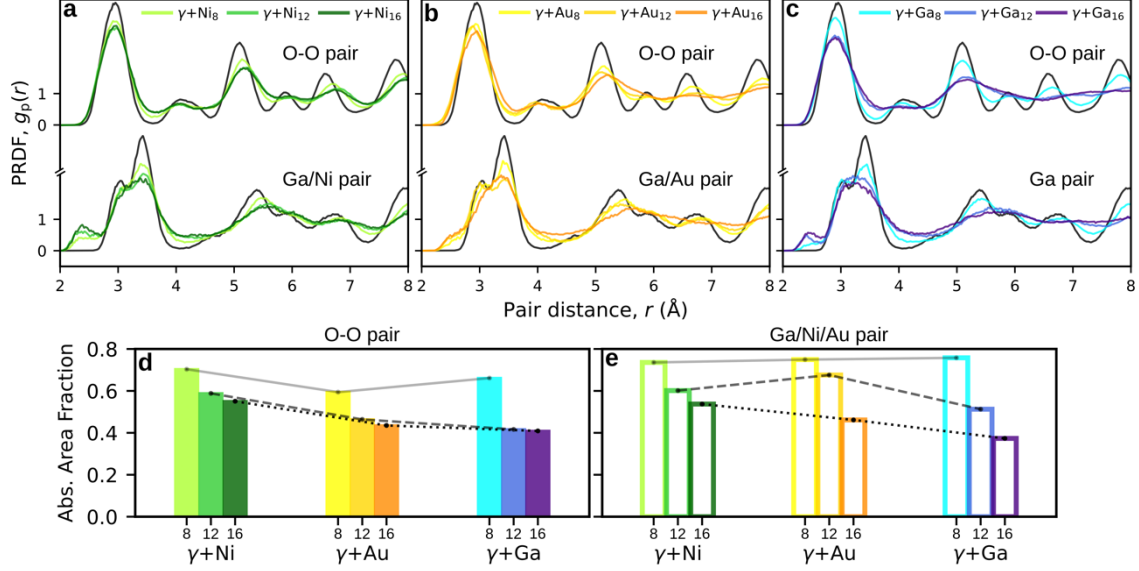 a
γ+Ni₈ γ+Ni₁₂ γ+Ni₁₆
O-O pair
Ga/Ni pair
b
γ+Au₈ γ+Au₁₂ γ+Au₁₆
O-O pair
Ga/Au pair
c
γ+Ga₈ γ+Ga₁₂ γ+Ga₁₆
O-O pair
Ga pair
PRDF, gₚ(r)
1
0
1
0
2 3 4 5 6 7 8
2 3 4 5 6 7 8
2 3 4 5 6 7 8
Pair distance, r (Å)
O-O pair
Ga/Ni/Au pair
d
e
Abs. Area Fraction
0.8
0.6
0.4
0.2
0.0
8 12 16
8 12 16
8 12 16
γ+Ni γ+Au γ+Ga
8 12 16
8 12 16
8 12 16
γ+Ni γ+Au γ+Ga